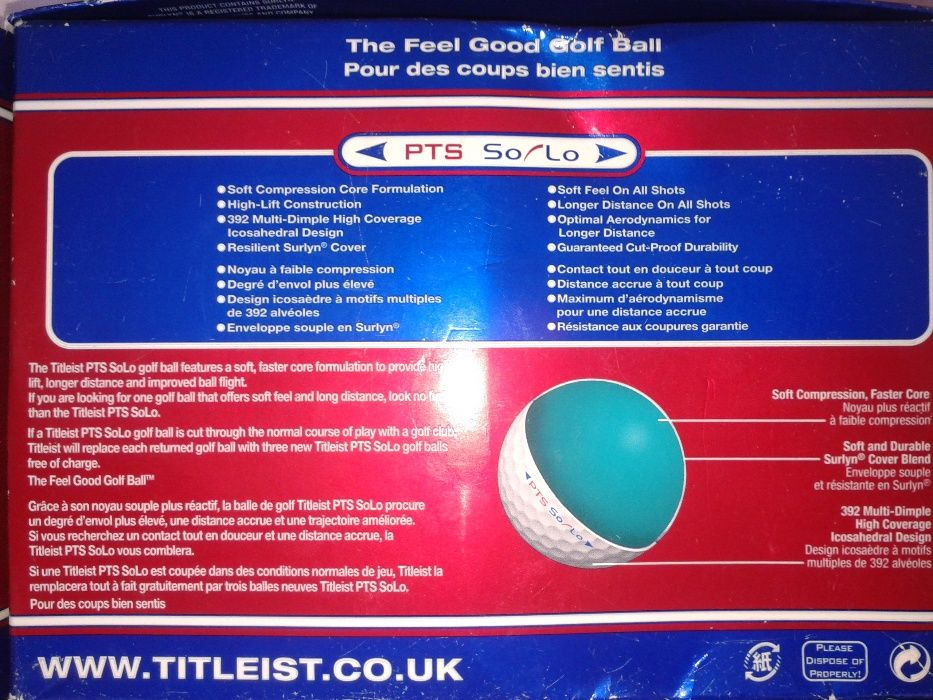 THIS PRODUCT CONTAINS
IS A REGISTERED TRADEMARK
AND COMPANY
The Feel Good Golf Ball
Pour des coups bien sentis
PTS So/Lo
Soft Compression Core Formulation
High-Lift Construction
392 Multi-Dimple High Coverage
Icosahedral Design
Resilient Surlyn® Cover
Noyau à faible compression
Degré d'envol plus élevé
Design icosaèdre à motifs multiples
de 392 alvéoles
Enveloppe souple en Surlyn®
Soft Feel On All Shots
Longer Distance On All Shots
Optimal Aerodynamics for
Longer Distance
Guaranteed Cut-Proof Durability
Contact tout en douceur à tout coup
Distance accrue à tout coup
Maximum d'aérodynamisme
pour une distance accrue
Résistance aux coupures garantie
The Titleist PTS SoLo golf ball features a soft, faster core formulation to provide
lift, longer distance and improved ball flight.
If you are looking for one golf ball that offers soft feel and long distance, look no
than the Titleist PTS SoLo.
If a Titleist PTS SoLo golf ball is cut through the normal course of play with a golf club,
Titleist will replace each returned golf ball with three new Titleist PTS SoLo golf balls
free of charge.
The Feel Good Golf Ball™
Grâce à son noyau souple plus réactif, la balle de golf Titleist PTS SoLo procure
un degré d'envol plus élevé, une distance accrue et une trajectoire améliorée.
Si vous recherchez un contact tout en douceur et une distance accrue, la
Titleist PTS SoLo vous comblera.
Si une Titleist PTS SoLo est coupée dans des conditions normales de jeu, Titleist la
remplacera tout à fait gratuitement par trois balles neuves Titleist PTS SoLo.
Pour des coups bien sentis
PTS So/Lo
Soft Compression, Faster Core
Noyau plus réactif
à faible compression
Soft and Durable
Surlyn® Cover Blend
Enveloppe souple
et résistante en Surlyn®
392 Multi-Dimple
High Coverage
Icosahedral Design
Design icosaèdre à motifs
multiples de 392 alvéoles
WWW.TITLEIST.CO.UK
紙
PLEASE
DISPOSE OF
PROPERLY!